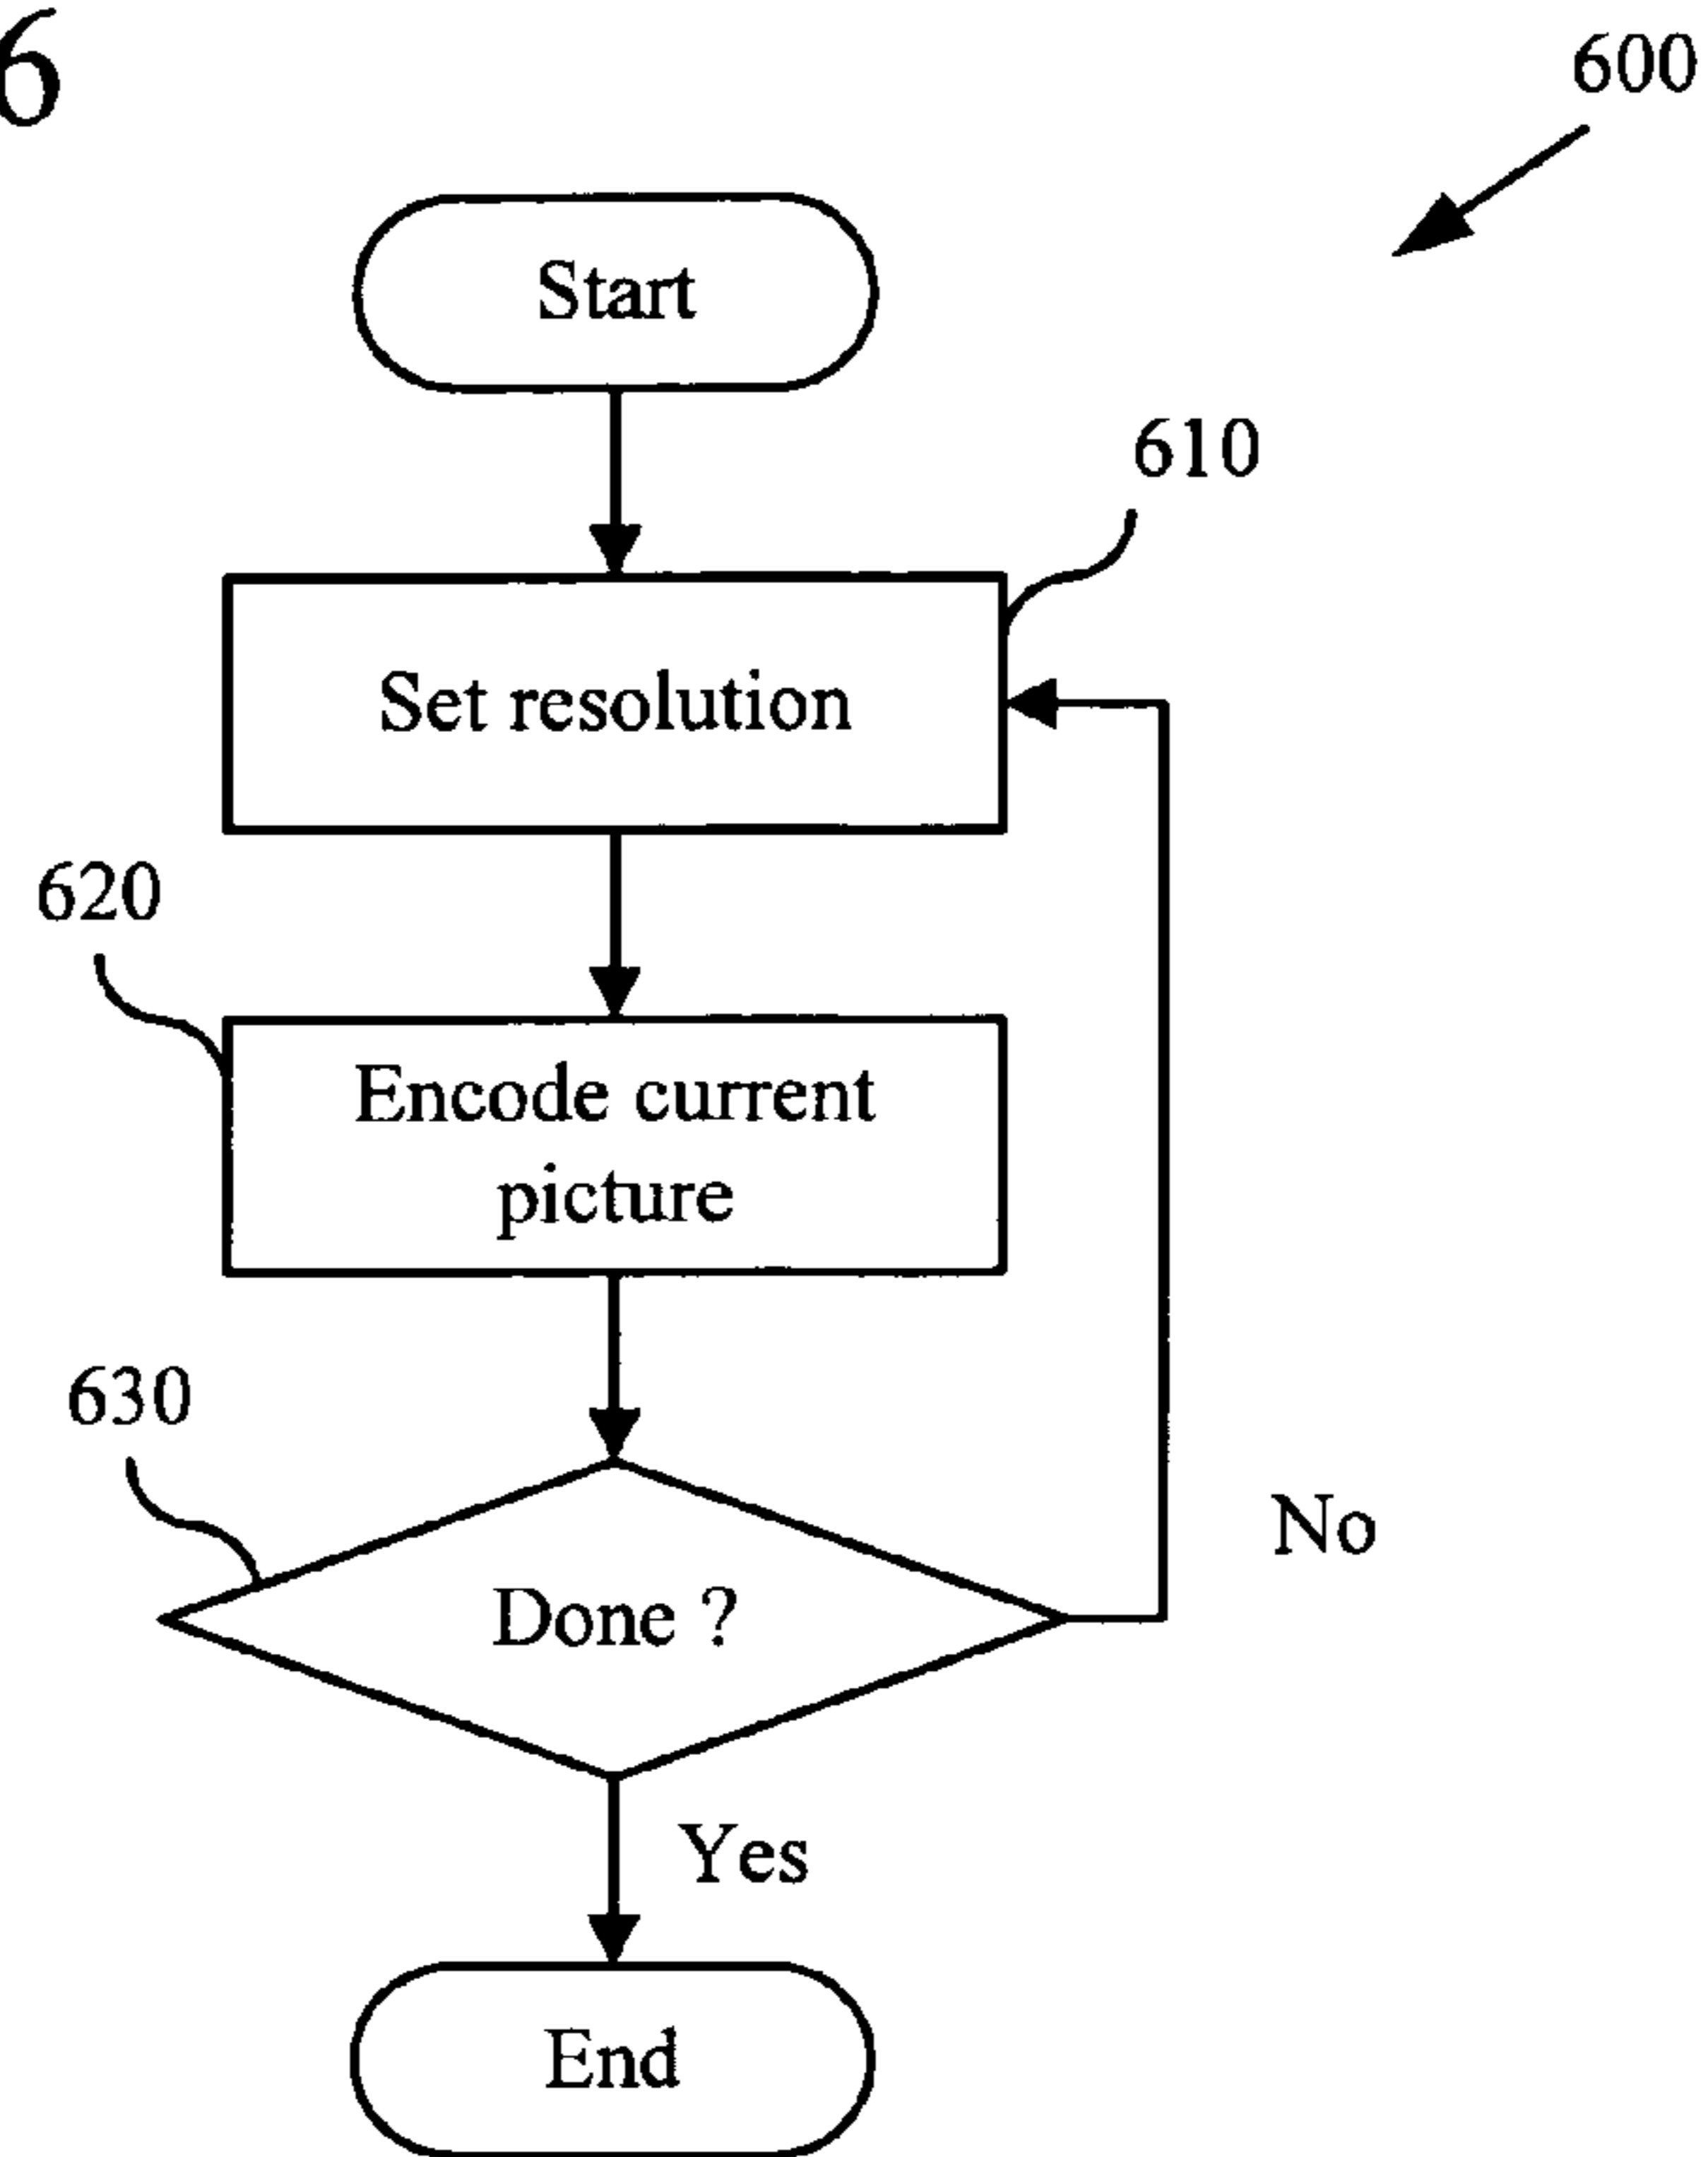 6
600
Start
610
Set resolution
620
Encode current
picture
630
Done ?
No
Yes
End